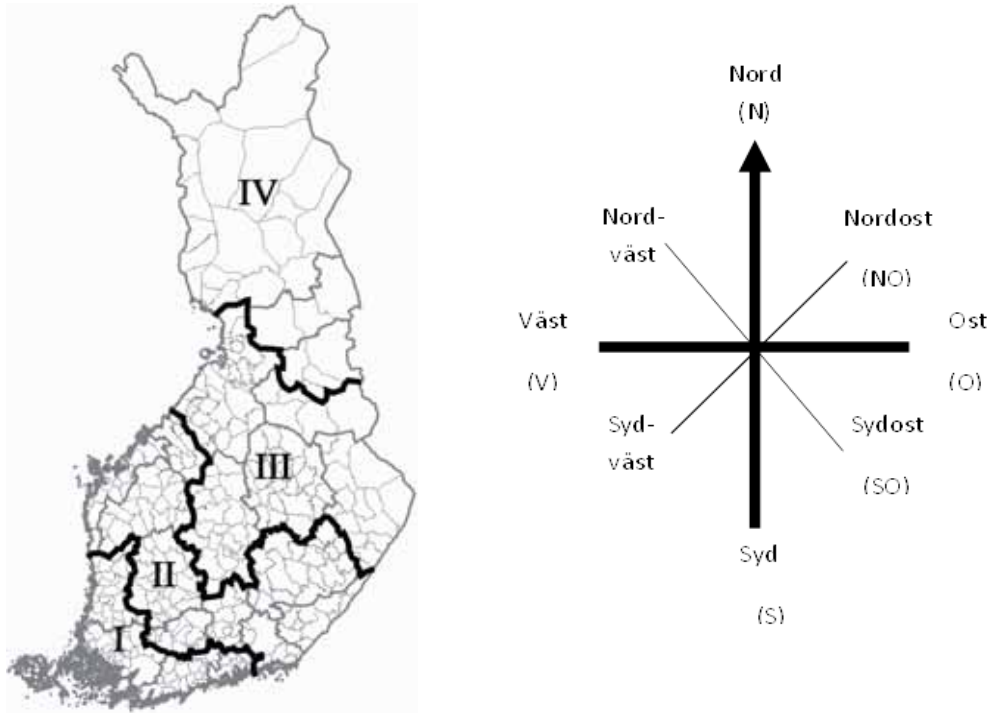 IV
III
II
I
Nord
(N)
Nord-
väst
Nordost
(NO)
Väst
(V)
Ost
(O)
Syd-
väst
Sydost
(SO)
Syd
(S)